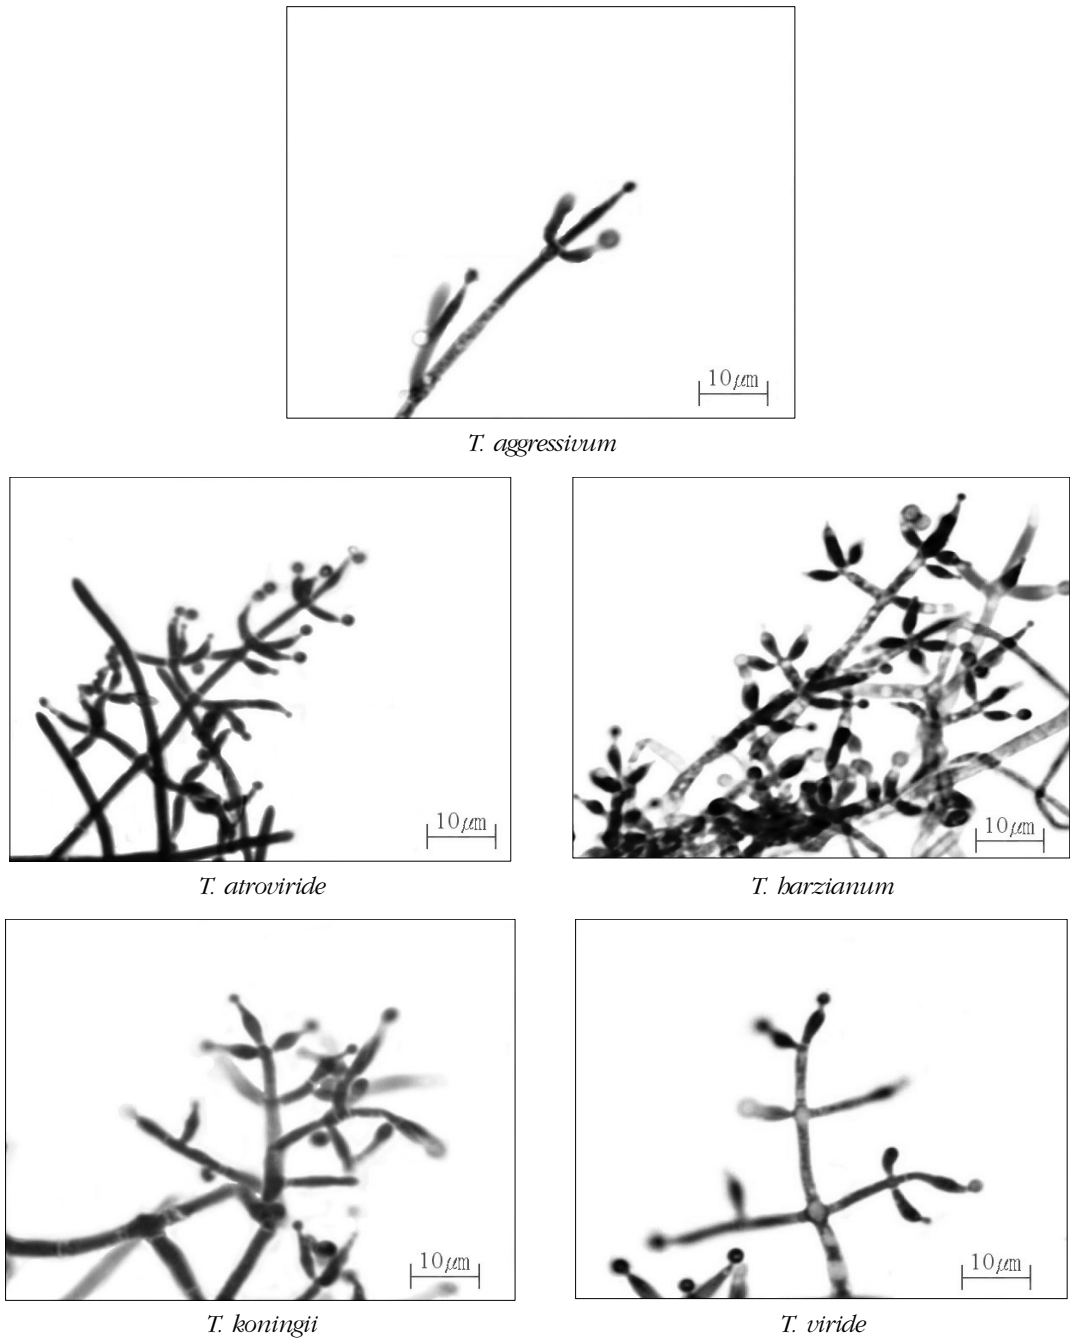 10㎛
T. aggressivum
10㎛
10㎛
T. atroviride
T. harzianum
10㎛
10㎛
T. koningii
T. viride